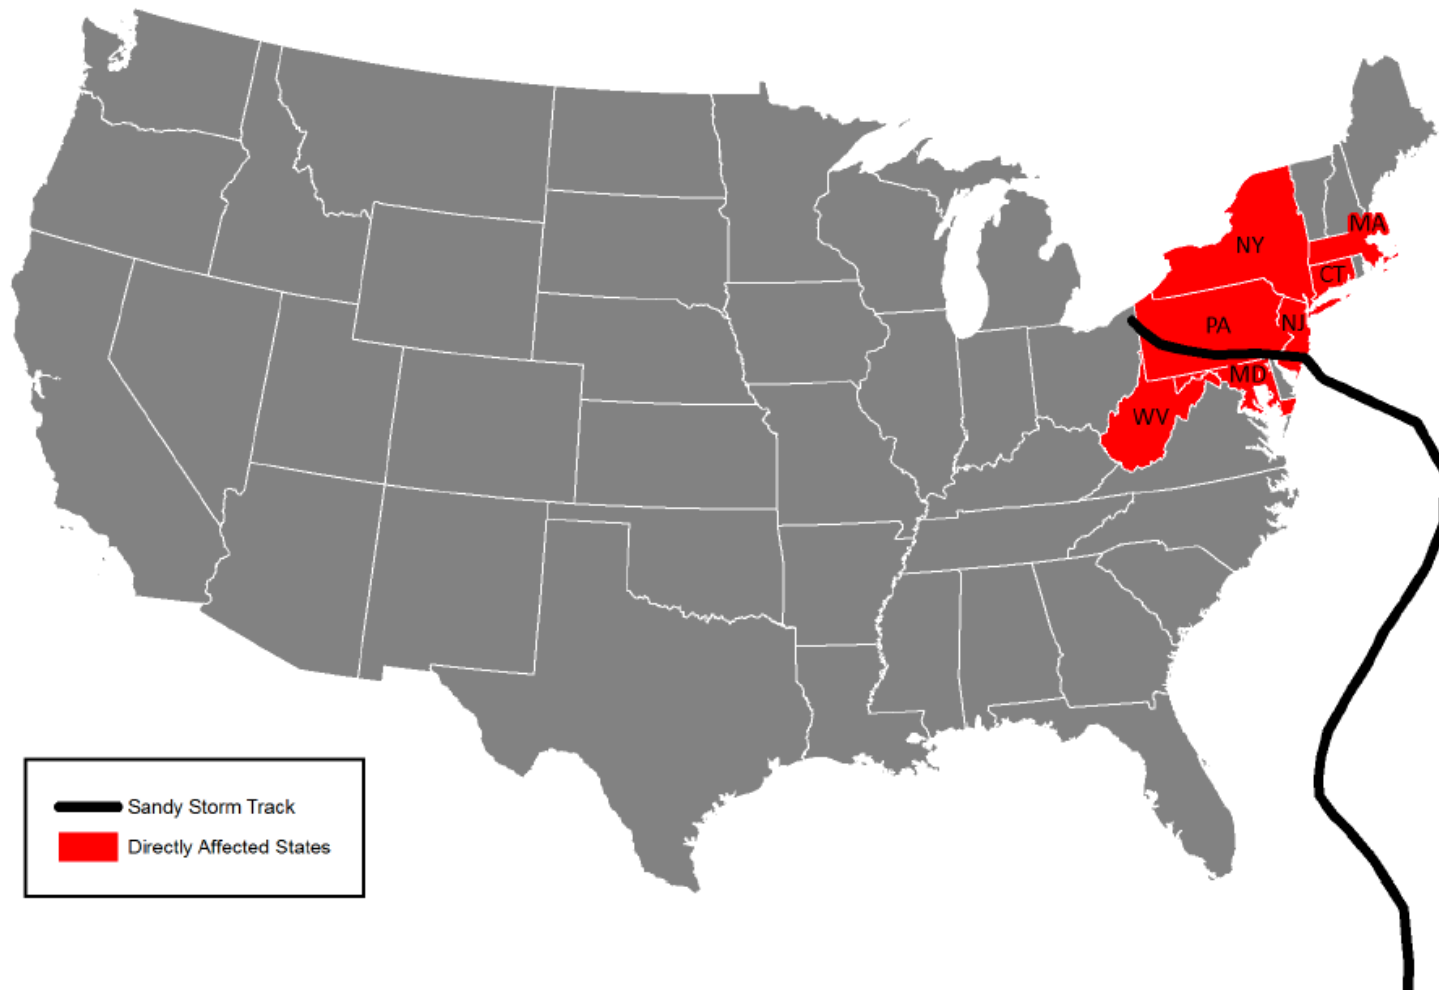 MA
NY
CT
PA
NJ
MD
WV
Sandy Storm Track
Directly Affected States